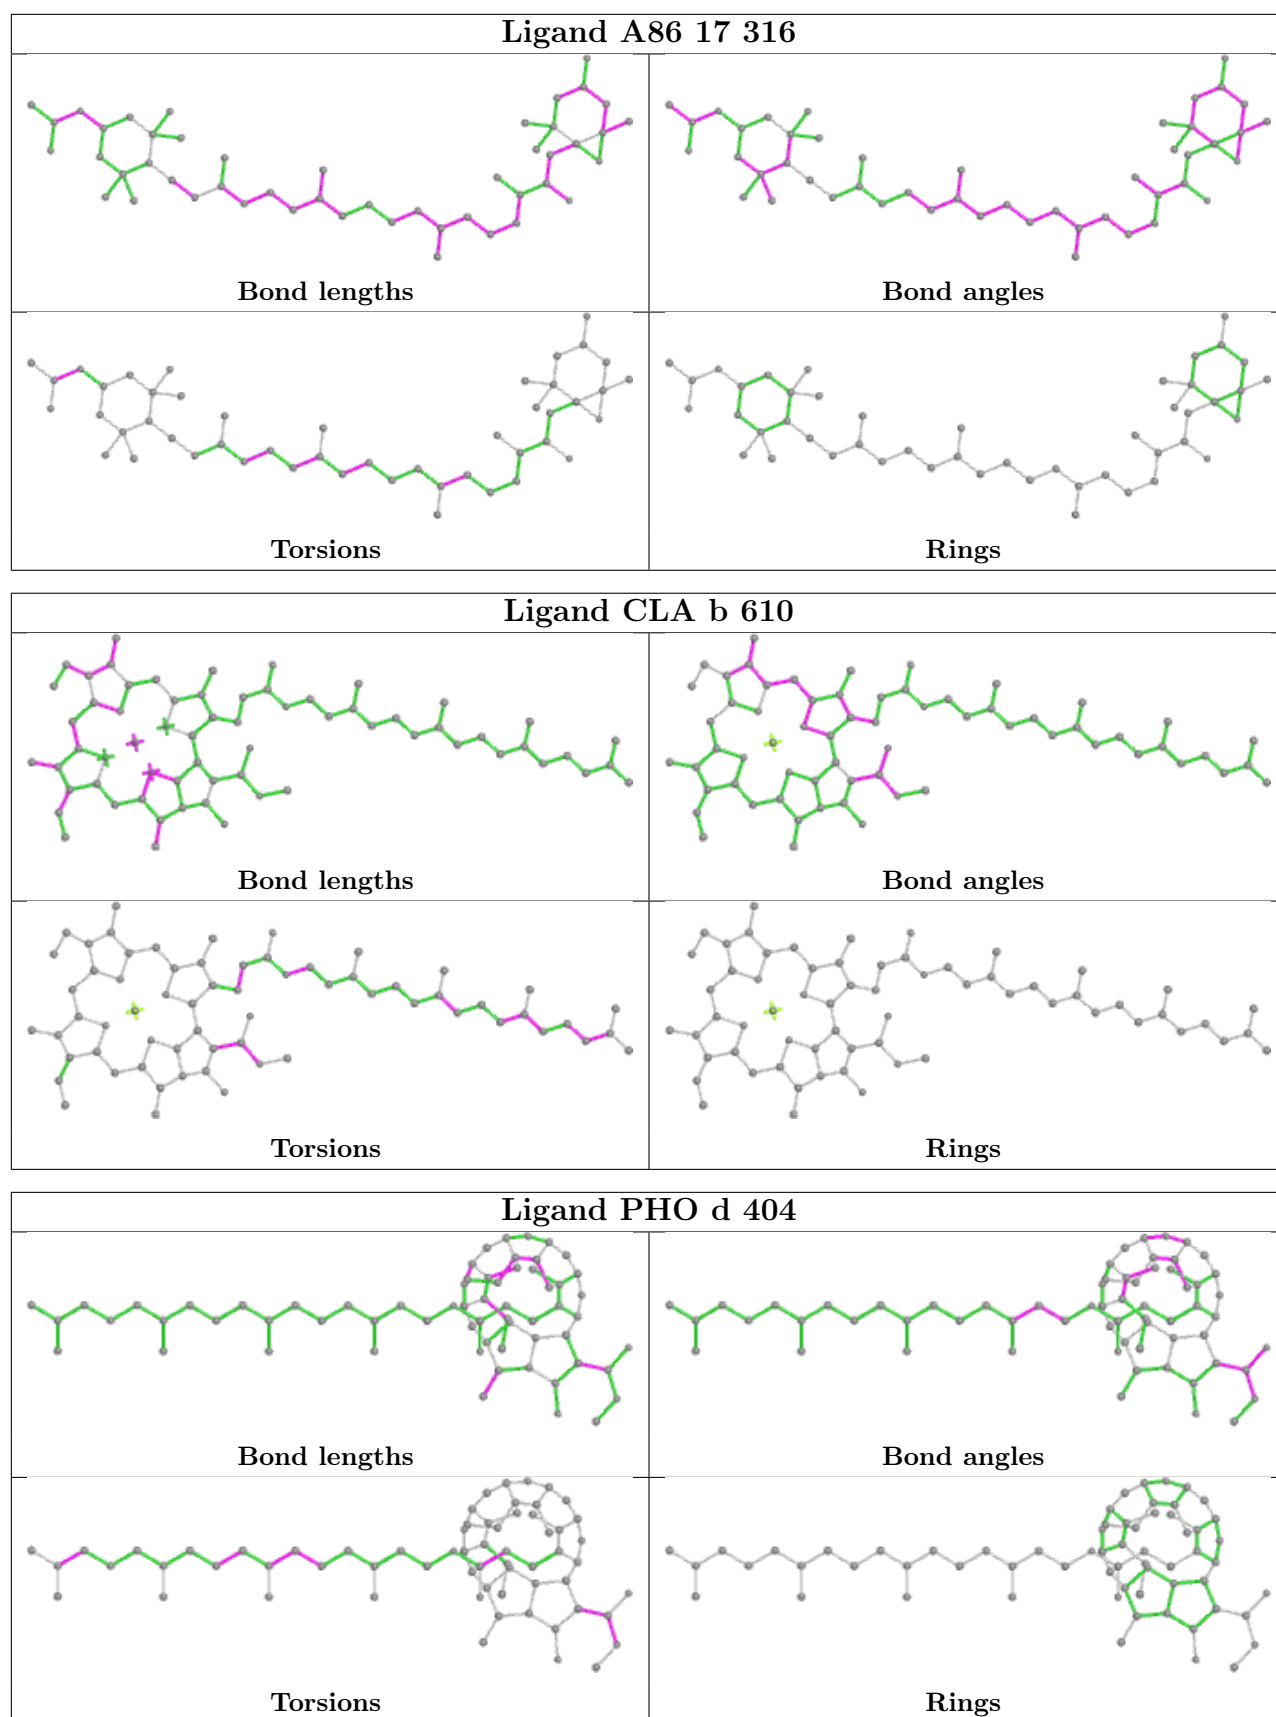 Ligand A86 17 316
Bond lengths
Bond angles
Torsions
Rings
Ligand CLA b 610
Bond lengths
Bond angles
Torsions
Rings
Ligand PHO d 404
Bond lengths
Bond angles
Torsions
Rings